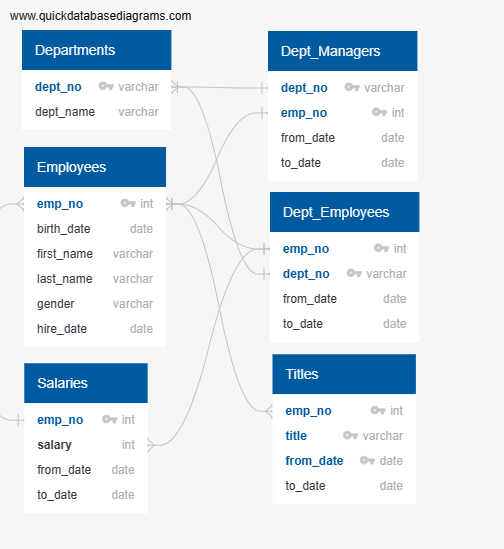 www.quickdatabasediagrams.com
Departments
dept_no varchar
dept_name varchar
Dept_Managers
dept_no varchar
emp_no int
from_date date
to_date date
Employees
emp_no int
birth_date date
first_name varchar
last_name varchar
gender varchar
hire_date date
Dept_Employees
emp_no int
dept_no varchar
from_date date
to_date date
Salaries
emp_no int
salary int
from_date date
to_date date
Titles
emp_no int
title varchar
from_date date
to_date date